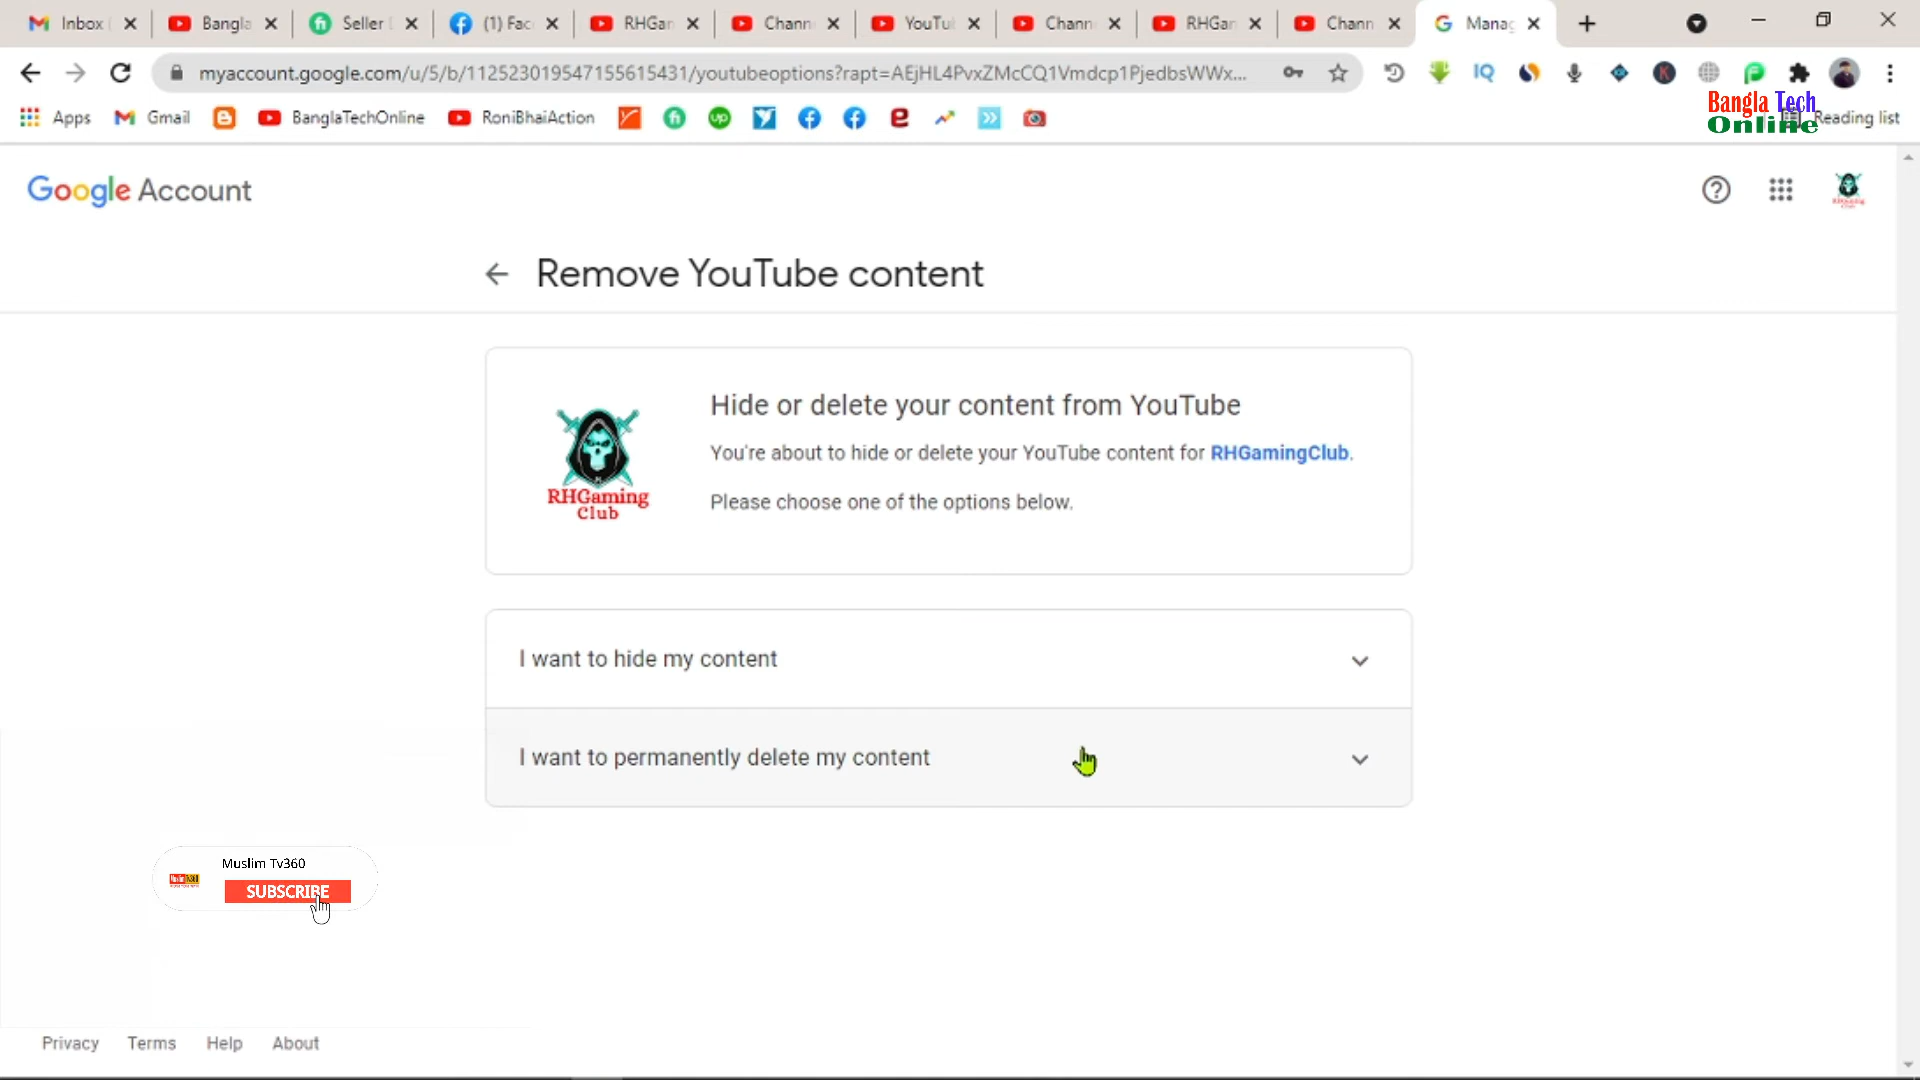 Inbox
Bangla
Seller
(1) Fac
RHGan
Chann
YouTu
Chann
RHGar
Chann
Manag
myaccount.google.com/u/5/b/112523019547155615431/youtubeoptions?rapt=AEjHL4PvxZMcCQ1Vmdcp1PjedbsWWx...
IQ
K
Apps
Gmail
BanglaTechOnline
RoniBhaiAction
up
Reading list
Bangla Tech
Online
Google Account
Remove YouTube content
Hide or delete your content from YouTube
You're about to hide or delete your YouTube content for RHGamingClub.
Please choose one of the options below.
RHGaming
Club
I want to hide my content
I want to permanently delete my content
Muslim Tv360
SUBSCRIBE
Privacy Terms Help About